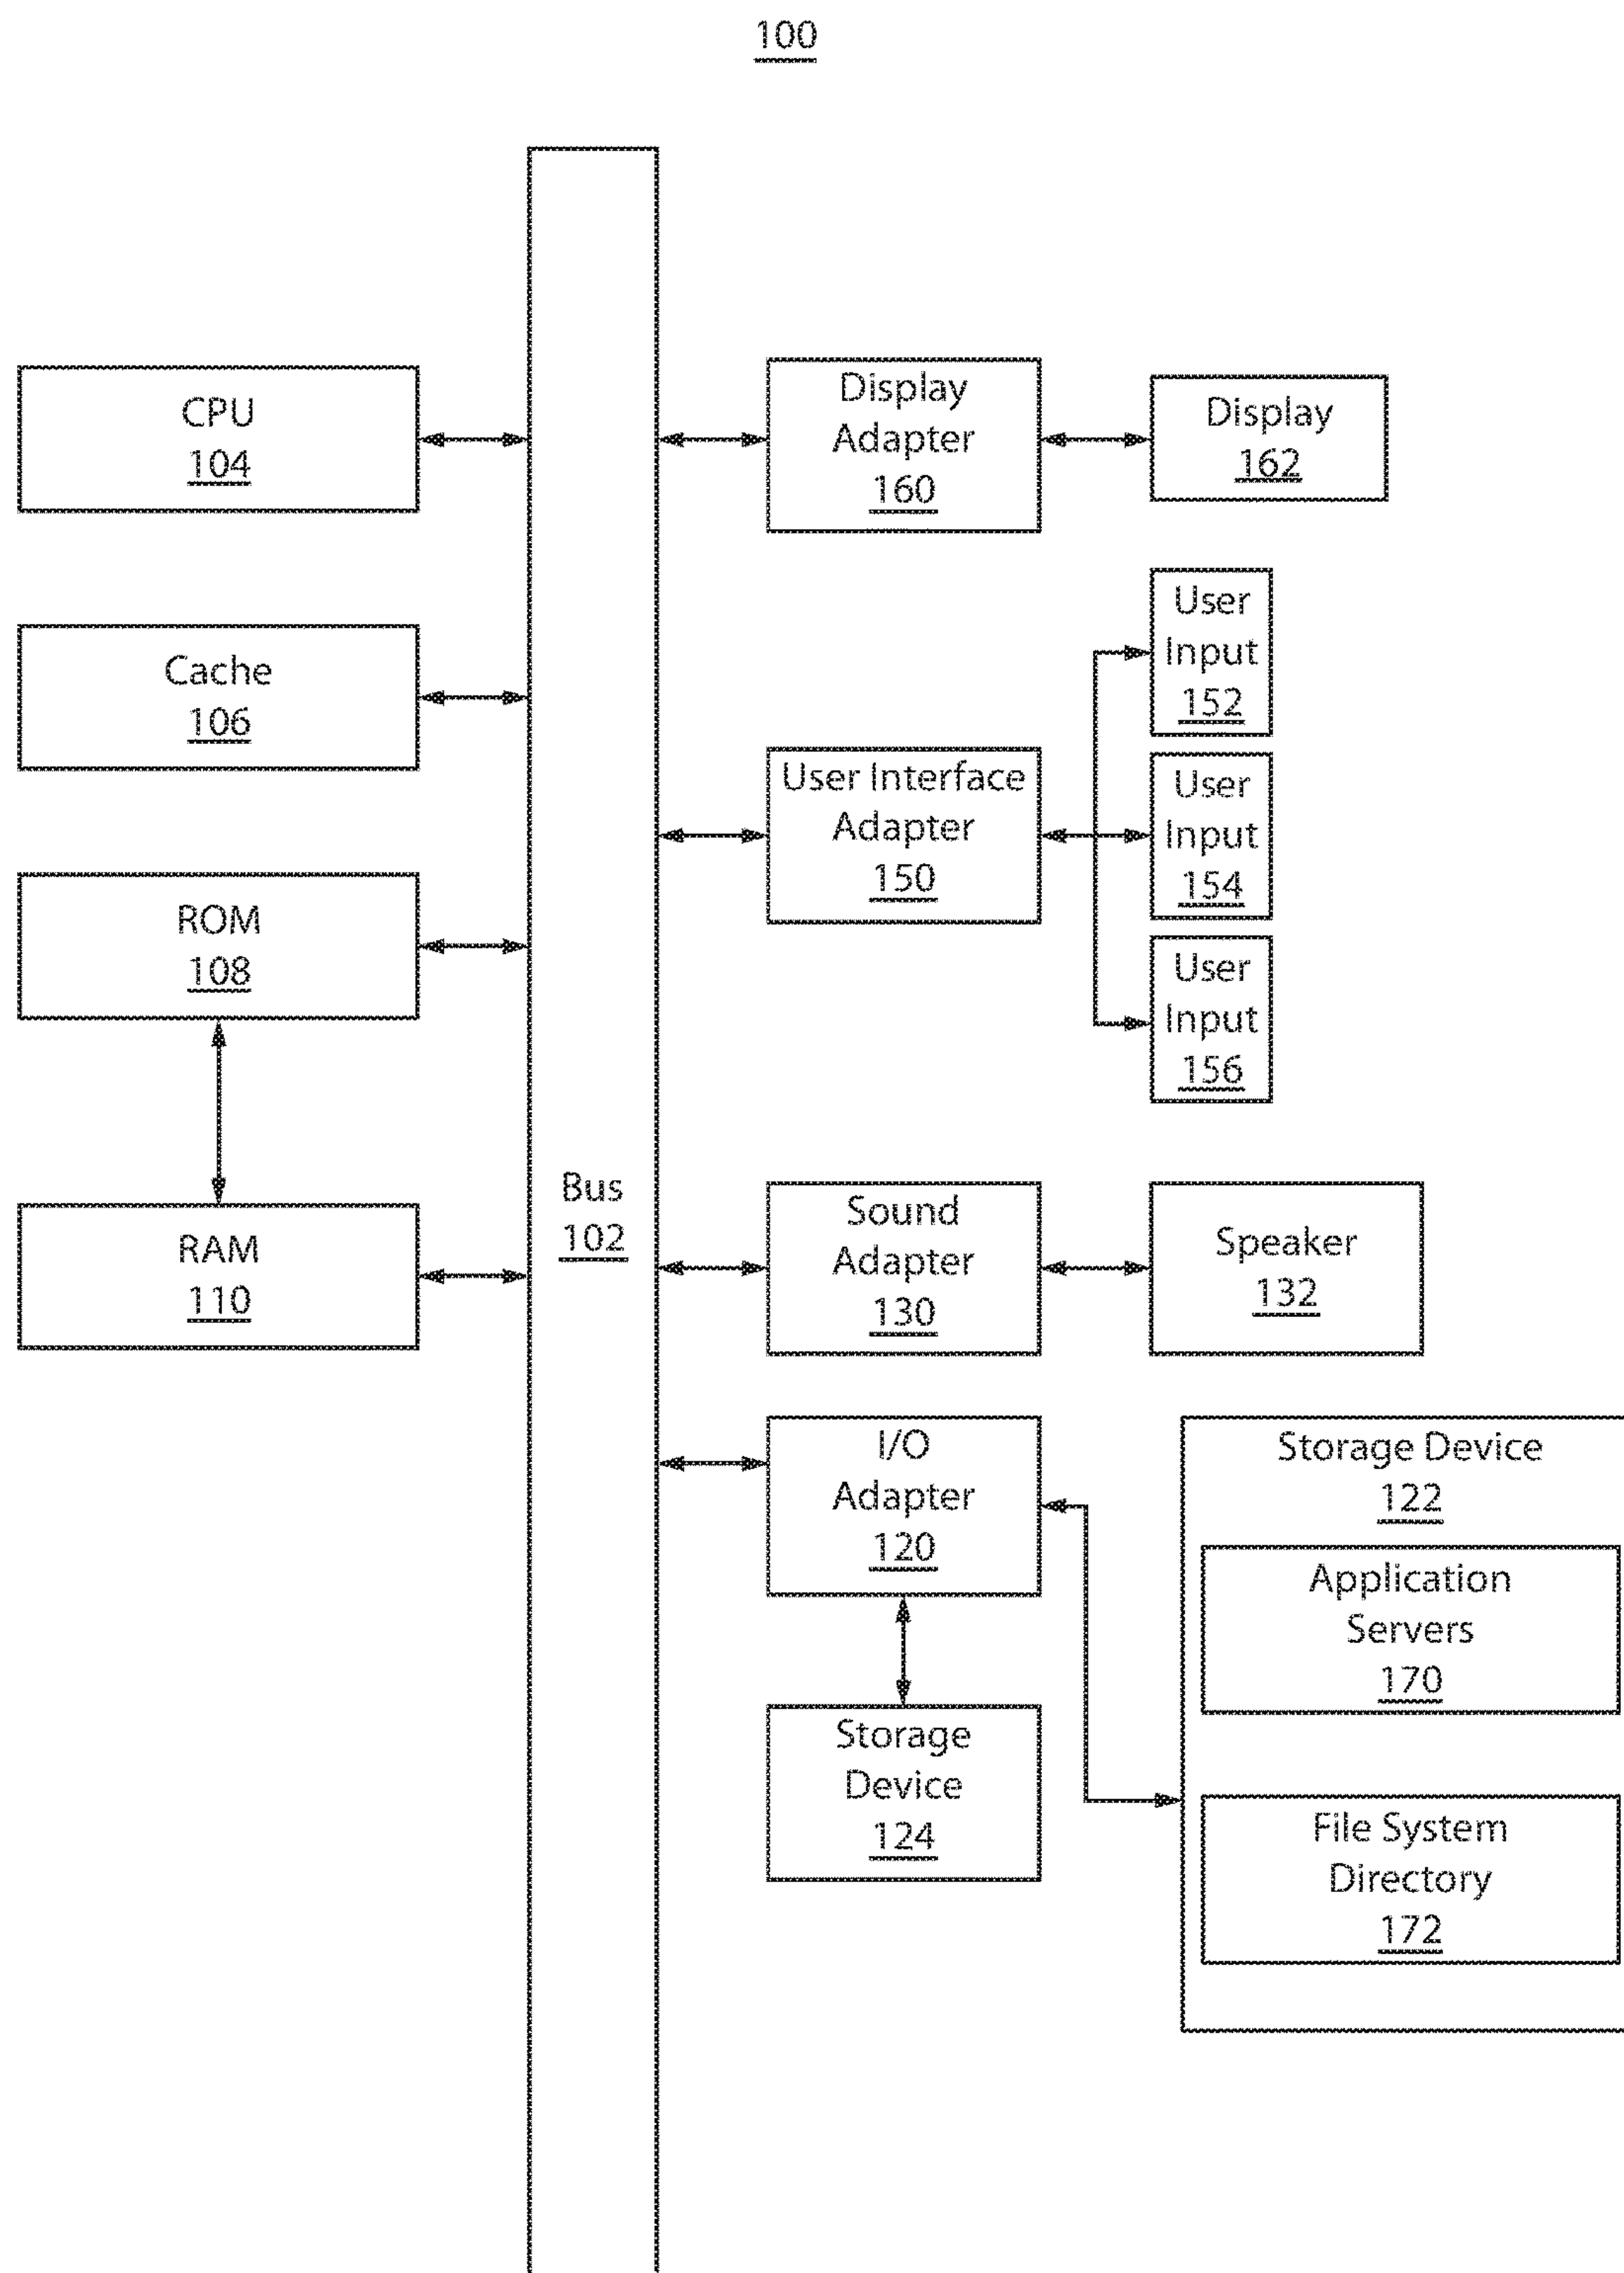 100
CPU
104
Cache
106
ROM
108
RAM
110
Bus
102
Display
Adapter
160
Display
162
User Interface
Adapter
150
User
Input
152
User
Input
154
User
Input
156
Sound
Adapter
130
Speaker
132
I/O
Adapter
120
Storage
Device
124
Storage Device
122
Application
Servers
170
File System
Directory
172